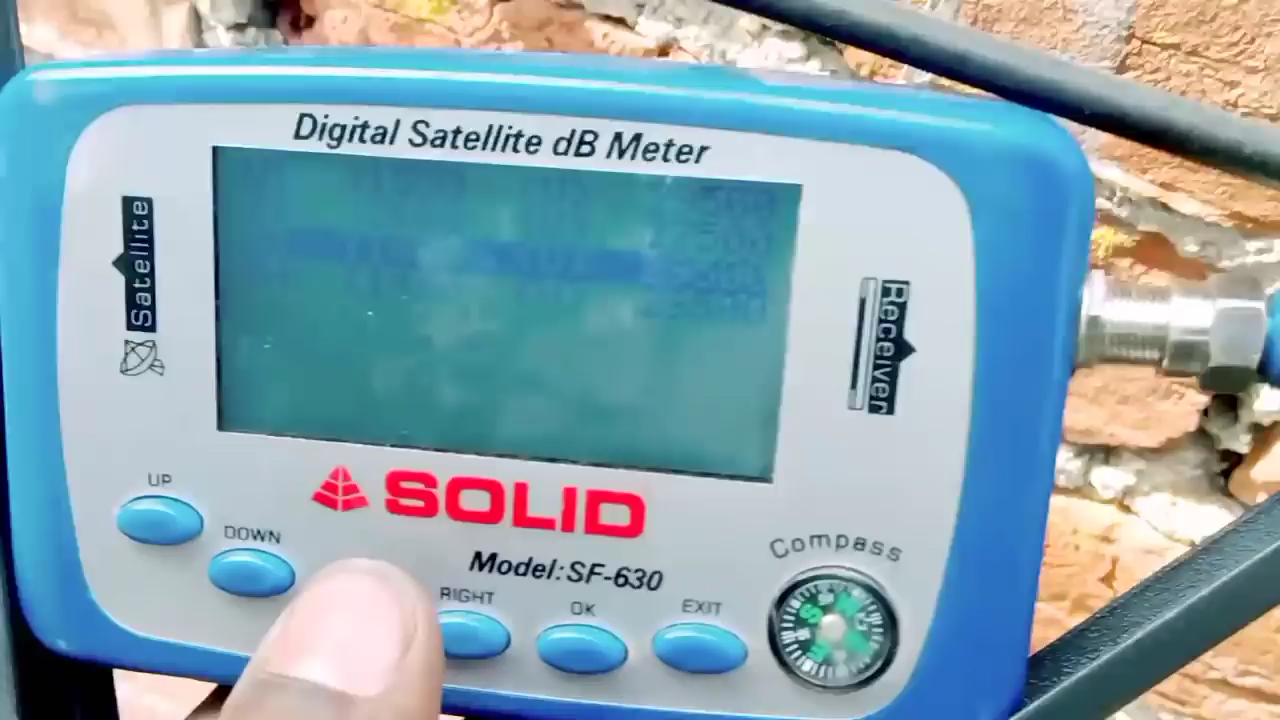 Digital Satellite dB Meter
Satellite
Receiver
SOLID
Model:SF-630
Compass
UP
DOWN
RIGHT
OK
EXIT